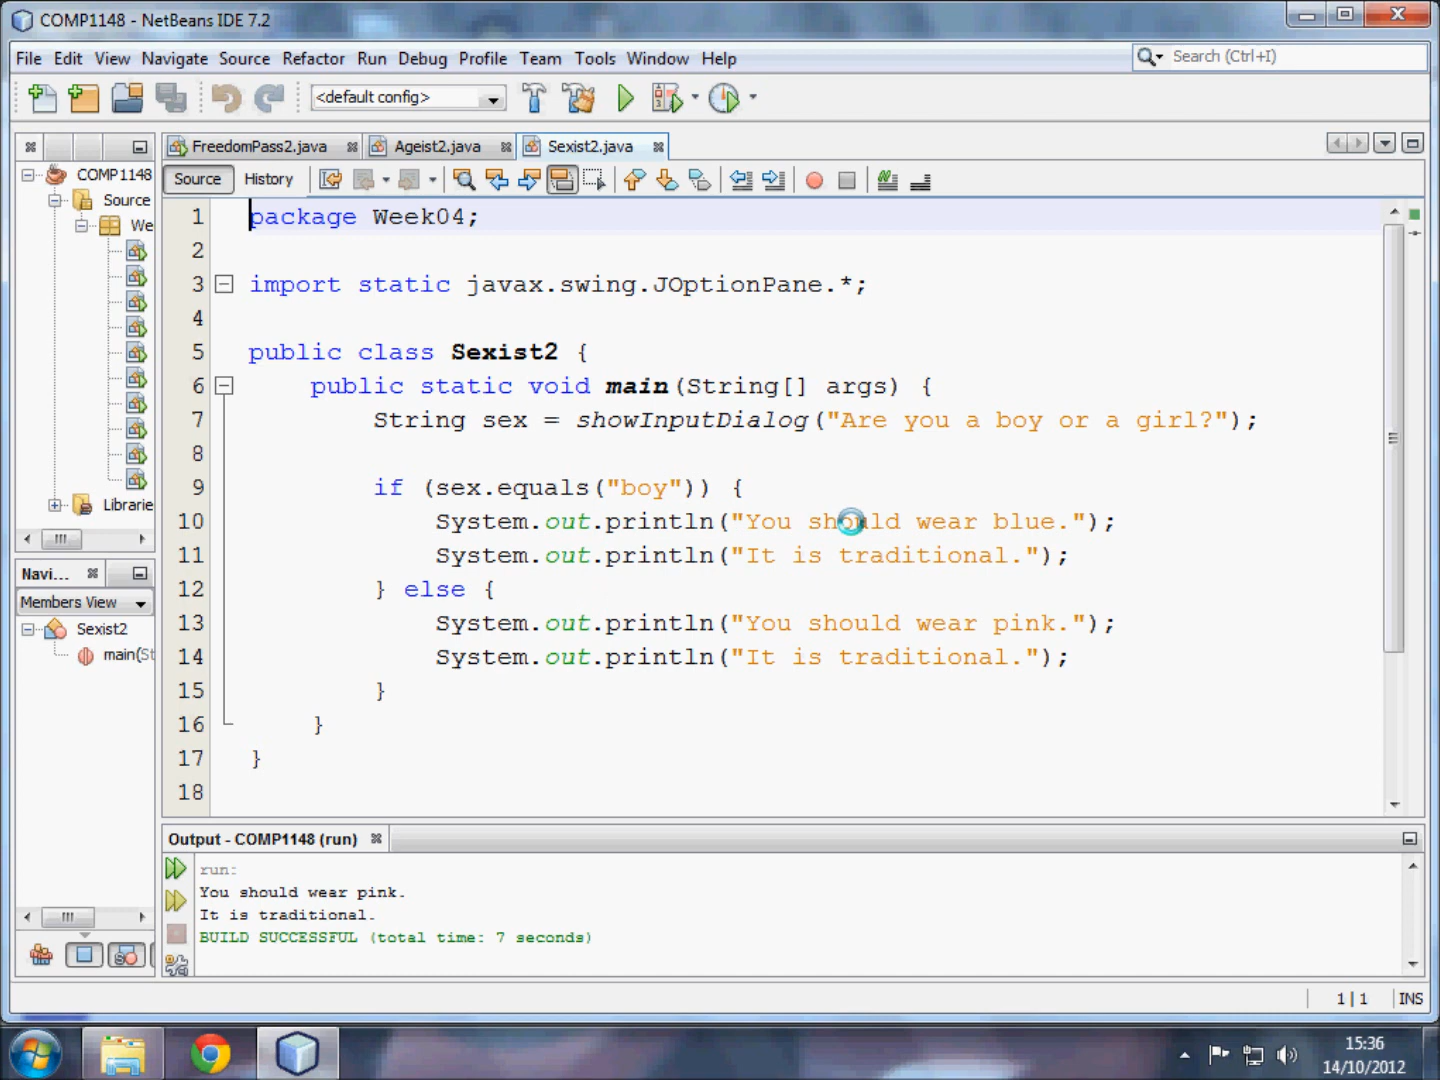 COMP1148 - NetBeans IDE 7.2
File Edit View Navigate Source Refactor Run Debug Profile Team Tools Window Help
Search (Ctrl+I)
<default config>
FreedomPass2.java
Ageist2.java
Sexist2.java
COMP1148
Source
We
Librarie
Source History
1 package Week04;
2
3 import static javax.swing.JOptionPane.*;
4
5 public class Sexist2 {
6 public static void main(String[] args) {
7 String sex = showInputDialog("Are you a boy or a girl?");
8
9 if (sex.equals("boy")) {
10 System.out.println("You should wear blue.");
11 System.out.println("It is traditional.");
12 } else {
13 System.out.println("You should wear pink.");
14 System.out.println("It is traditional.");
15 }
16 }
17 }
18
Navi...
Members View
Sexist2
main(St
Output - COMP1148 (run)
run:
You should wear pink.
It is traditional.
BUILD SUCCESSFUL (total time: 7 seconds)
1|1 INS
15:36
14/10/2012